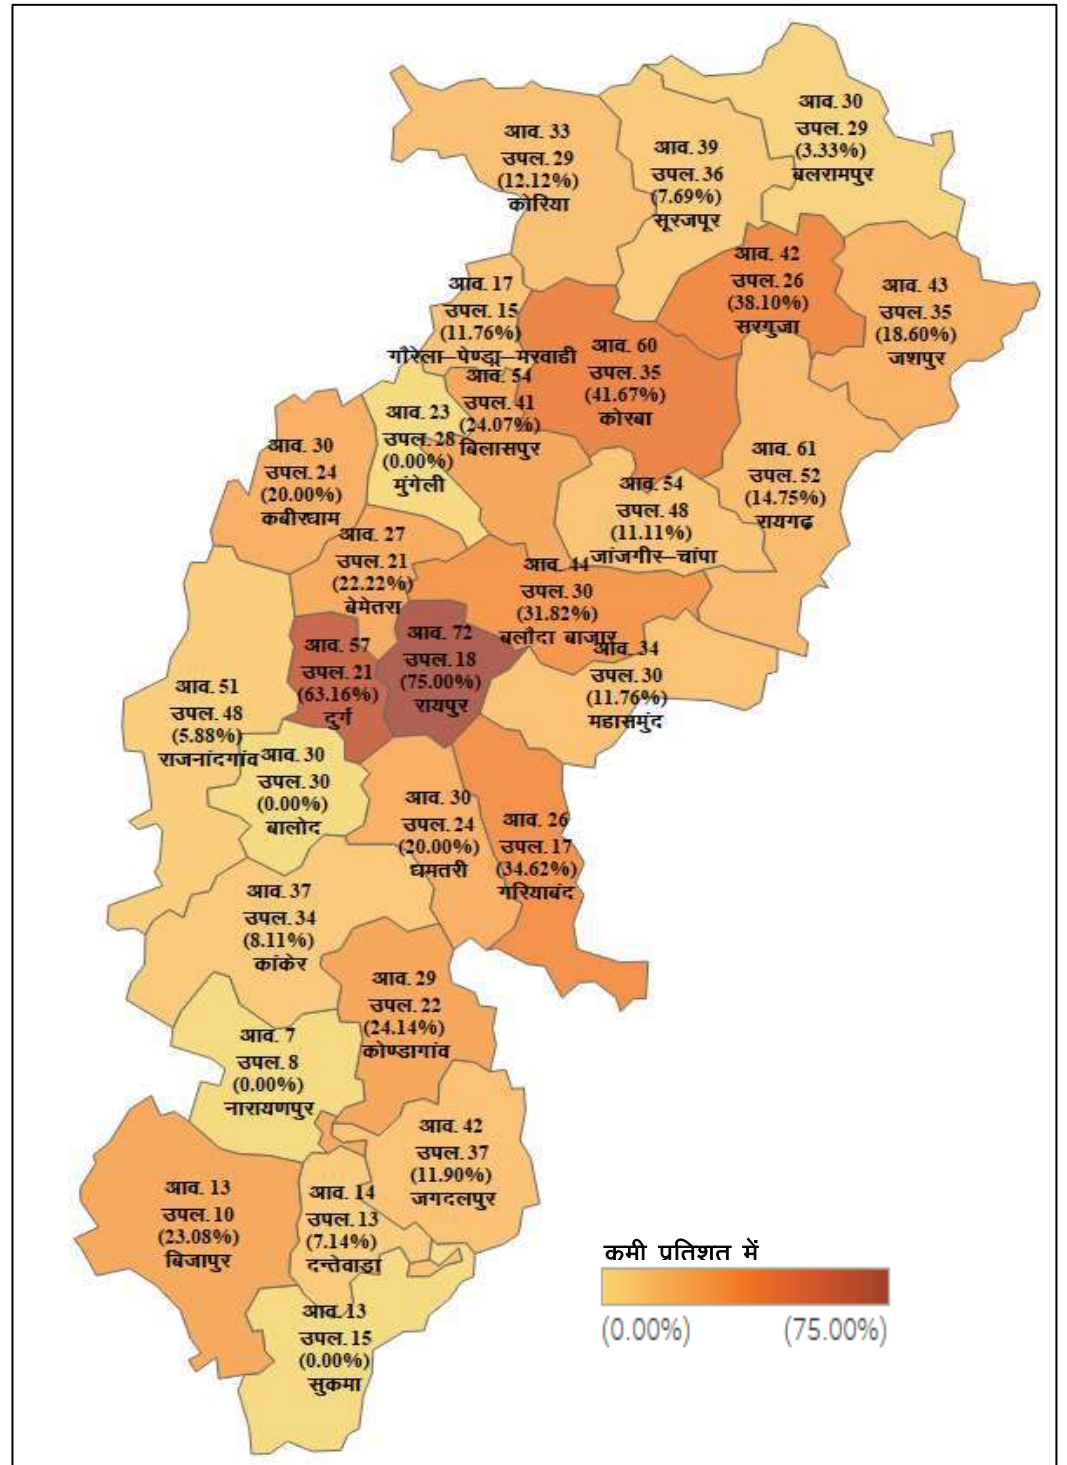 आव. 30
उपल. 29
(3.33%)
बलरामपुर
आव. 33
उपल. 29
(12.12%)
कोरिया
आव. 39
उपल. 36
(7.69%)
सूरजपूर
आव. 42
उपल. 26
(38.10%)
सरगुजा
आव. 43
उपल. 35
(18.60%)
जशपुर
आव. 17
उपल. 15
(11.76%)
गौरेला–पेण्ड्रा–मरवाही
आव. 60
उपल. 35
(41.67%)
कोरबा
आव. 54
उपल. 41
(24.07%)
बिलासपुर
आव. 23
उपल. 28
(0.00%)
मुंगेली
आव. 30
उपल. 24
(20.00%)
कबीरधाम
आव. 61
उपल. 52
(14.75%)
रायगढ़
आव. 54
उपल. 48
(11.11%)
जांजगीर–चांपा
आव. 27
उपल. 21
(22.22%)
बेमेतरा
आव. 44
उपल. 30
(31.82%)
बलौदा बाजार
आव. 57
उपल. 21
(63.16%)
दुर्ग
आव. 72
उपल. 18
(75.00%)
रायपुर
आव. 34
उपल. 30
(11.76%)
महासमुंद
आव. 51
उपल. 48
(5.88%)
राजनांदगांव
आव. 30
उपल. 30
(0.00%)
बालोद
आव. 30
उपल. 24
(20.00%)
धमतरी
आव. 26
उपल. 17
(34.62%)
गरियाबंद
आव. 37
उपल. 34
(8.11%)
कांकेर
आव. 29
उपल. 22
(24.14%)
कोण्डागांव
आव. 7
उपल. 8
(0.00%)
नारायणपुर
आव. 42
उपल. 37
(11.90%)
जगदलपुर
आव. 13
उपल. 10
(23.08%)
बिजापुर
आव. 14
उपल. 13
(7.14%)
दन्तेवाडा
आव. 13
उपल. 15
(0.00%)
सुकमा
कमी प्रतिशत में
(0.00%) (75.00%)